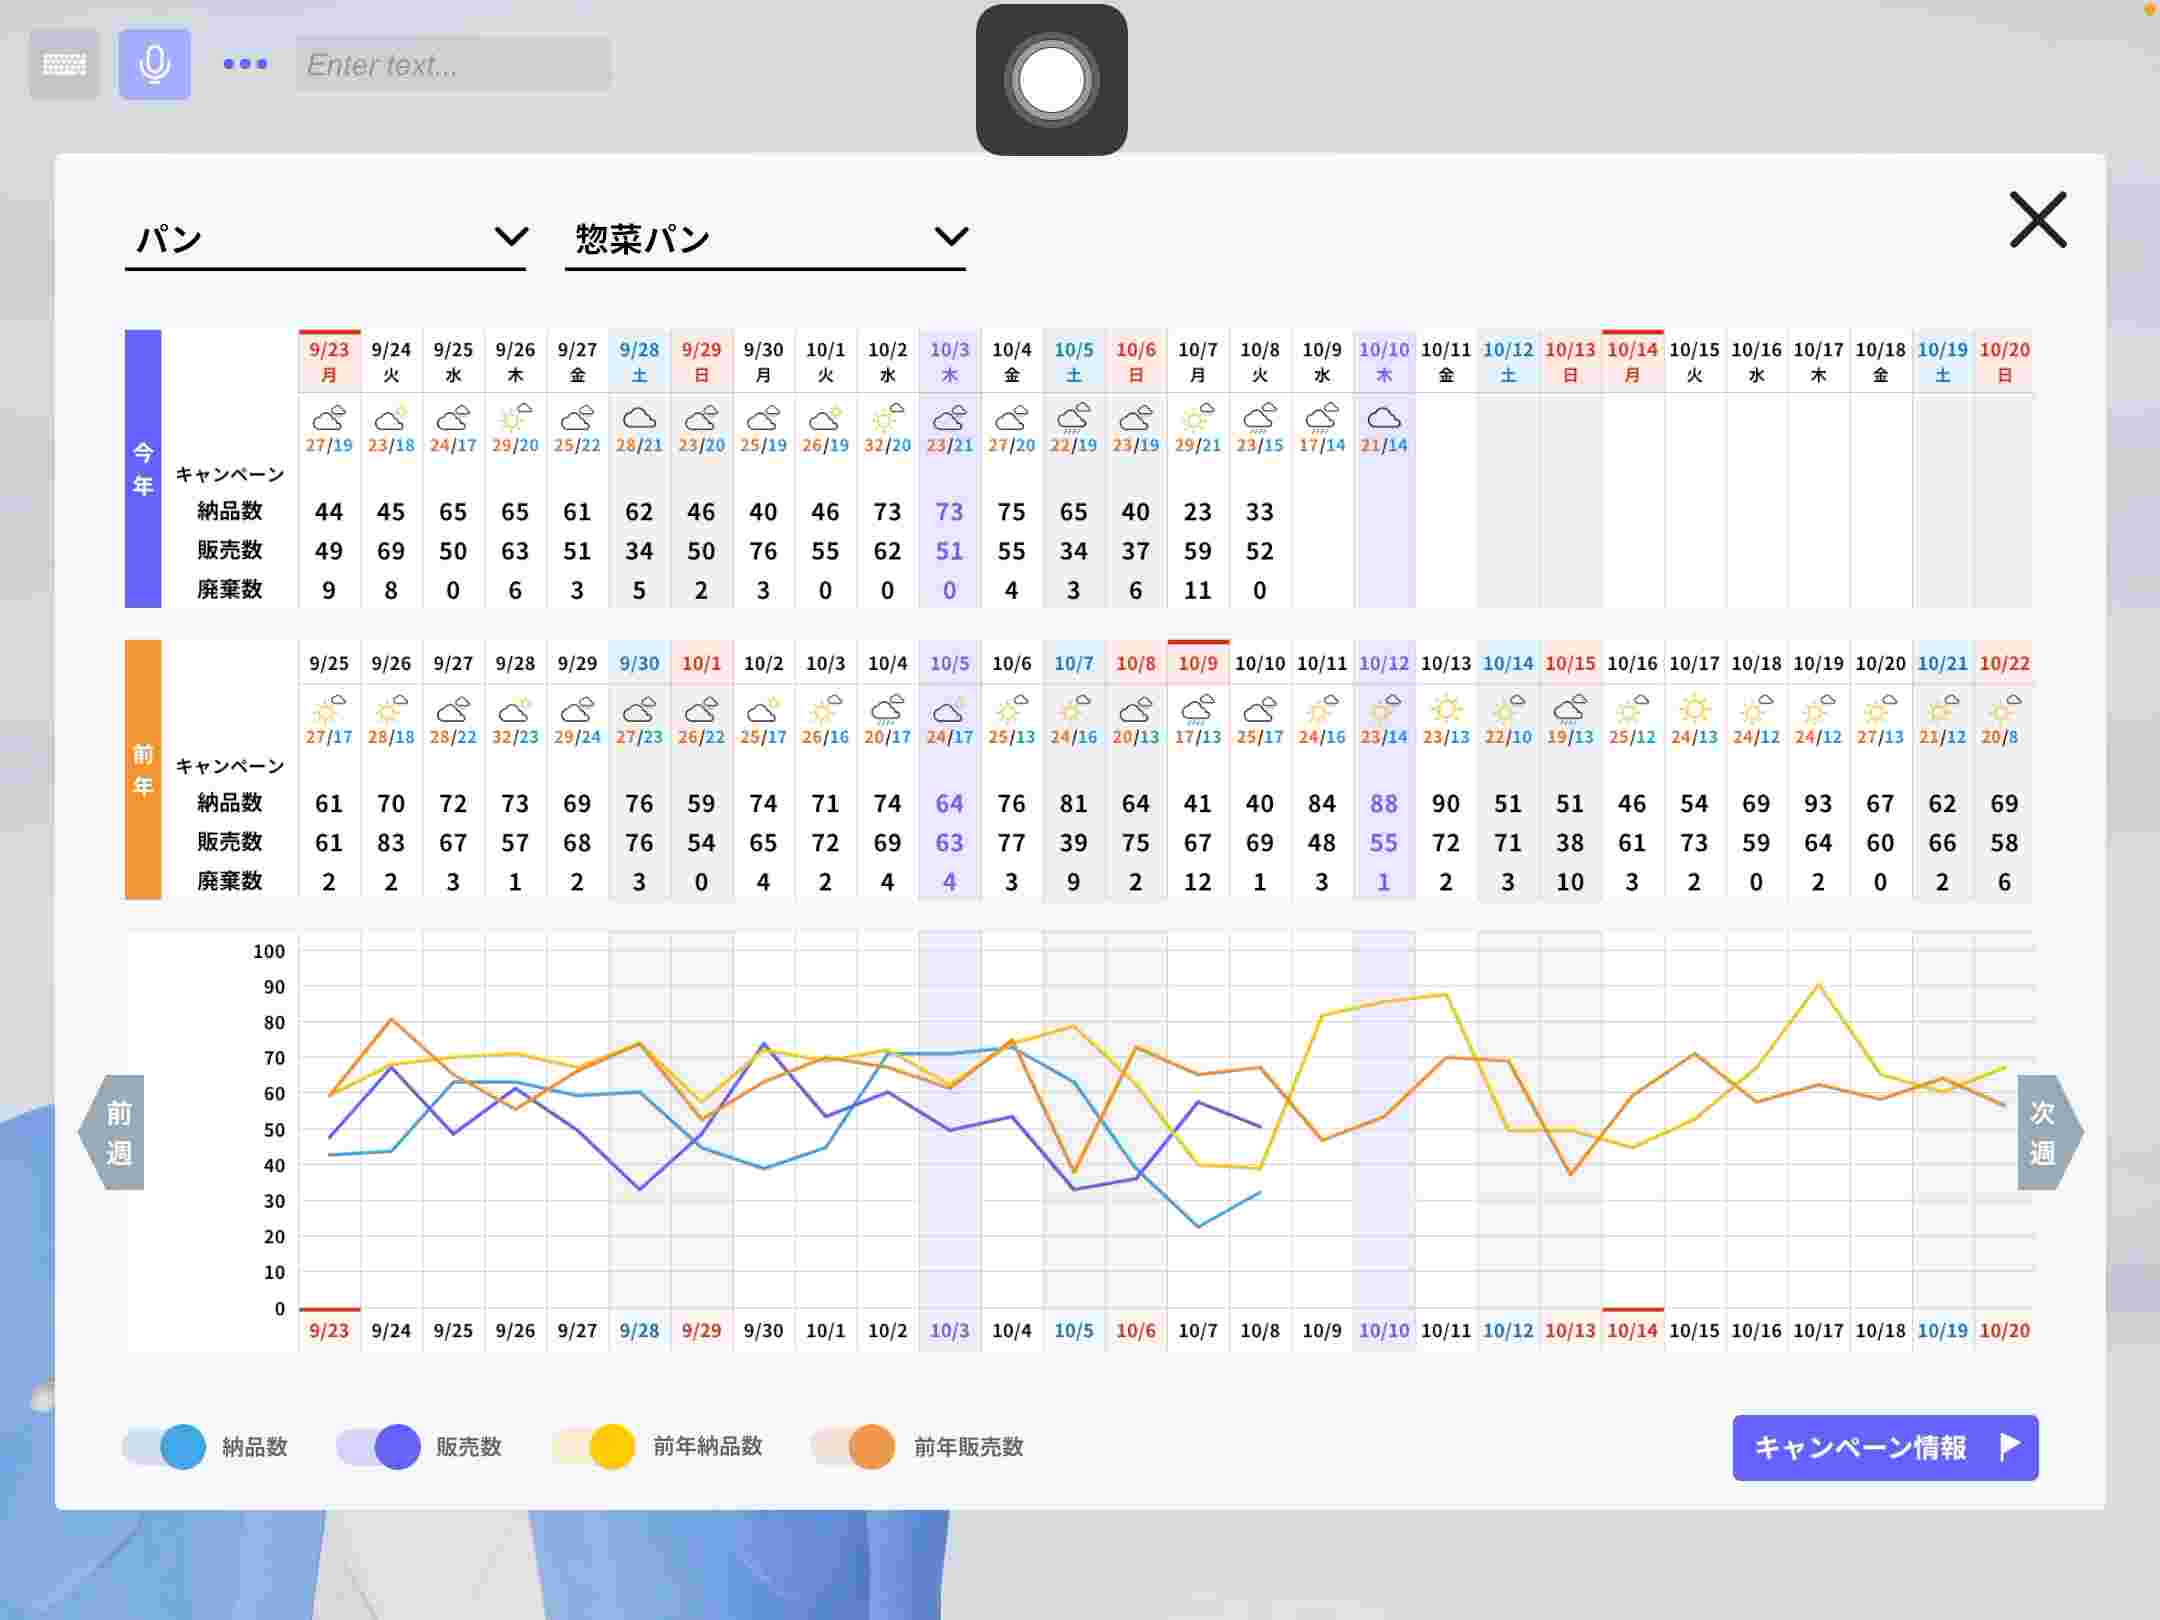 Enter text...
パン 惣菜パン
今年
9/23 9/24 9/25 9/26 9/27 9/28 9/29 9/30 10/1 10/2 10/3 10/4 10/5 10/6 10/7 10/8 10/9 10/10 10/11 10/12 10/13 10/14 10/15 10/16 10/17 10/18 10/19 10/20
月 火 水 木 金 土 日 月 火 水 木 金 土 日 月 火 水 木 金 土 日 月 火 水 木 金 土 日
27/19 23/18 24/17 29/20 25/22 28/21 23/20 25/19 26/19 32/20 23/21 27/20 22/19 23/19 29/21 23/15 17/14 21/14
キャンペーン
納品数 44 45 65 65 61 62 46 40 46 73 73 75 65 40 23 33
販売数 49 69 50 63 51 34 50 76 55 62 51 55 34 37 59 52
廃棄数 9 8 0 6 3 5 2 3 0 0 0 4 3 6 11 0
前年
9/25 9/26 9/27 9/28 9/29 9/30 10/1 10/2 10/3 10/4 10/5 10/6 10/7 10/8 10/9 10/10 10/11 10/12 10/13 10/14 10/15 10/16 10/17 10/18 10/19 10/20 10/21 10/22
27/17 28/18 28/22 32/23 29/24 27/23 26/22 25/17 26/16 20/17 24/17 25/13 24/16 20/13 17/13 25/17 24/16 23/14 23/13 22/10 19/13 25/12 24/13 24/12 24/12 27/13 21/12 20/8
キャンペーン
納品数 61 70 72 73 69 76 59 74 71 74 64 76 81 64 41 40 84 88 90 51 51 46 54 69 93 67 62 69
販売数 61 83 67 57 68 76 54 65 72 69 63 77 39 75 67 69 48 55 72 71 38 61 73 59 64 60 66 58
廃棄数 2 2 3 1 2 3 0 4 2 4 4 3 9 2 12 1 3 1 2 3 10 3 2 0 2 0 2 6
100
90
80
70
60
50
40
30
20
10
0
9/23 9/24 9/25 9/26 9/27 9/28 9/29 9/30 10/1 10/2 10/3 10/4 10/5 10/6 10/7 10/8 10/9 10/10 10/11 10/12 10/13 10/14 10/15 10/16 10/17 10/18 10/19 10/20
前週
次週
納品数 販売数 前年納品数 前年販売数
キャンペーン情報